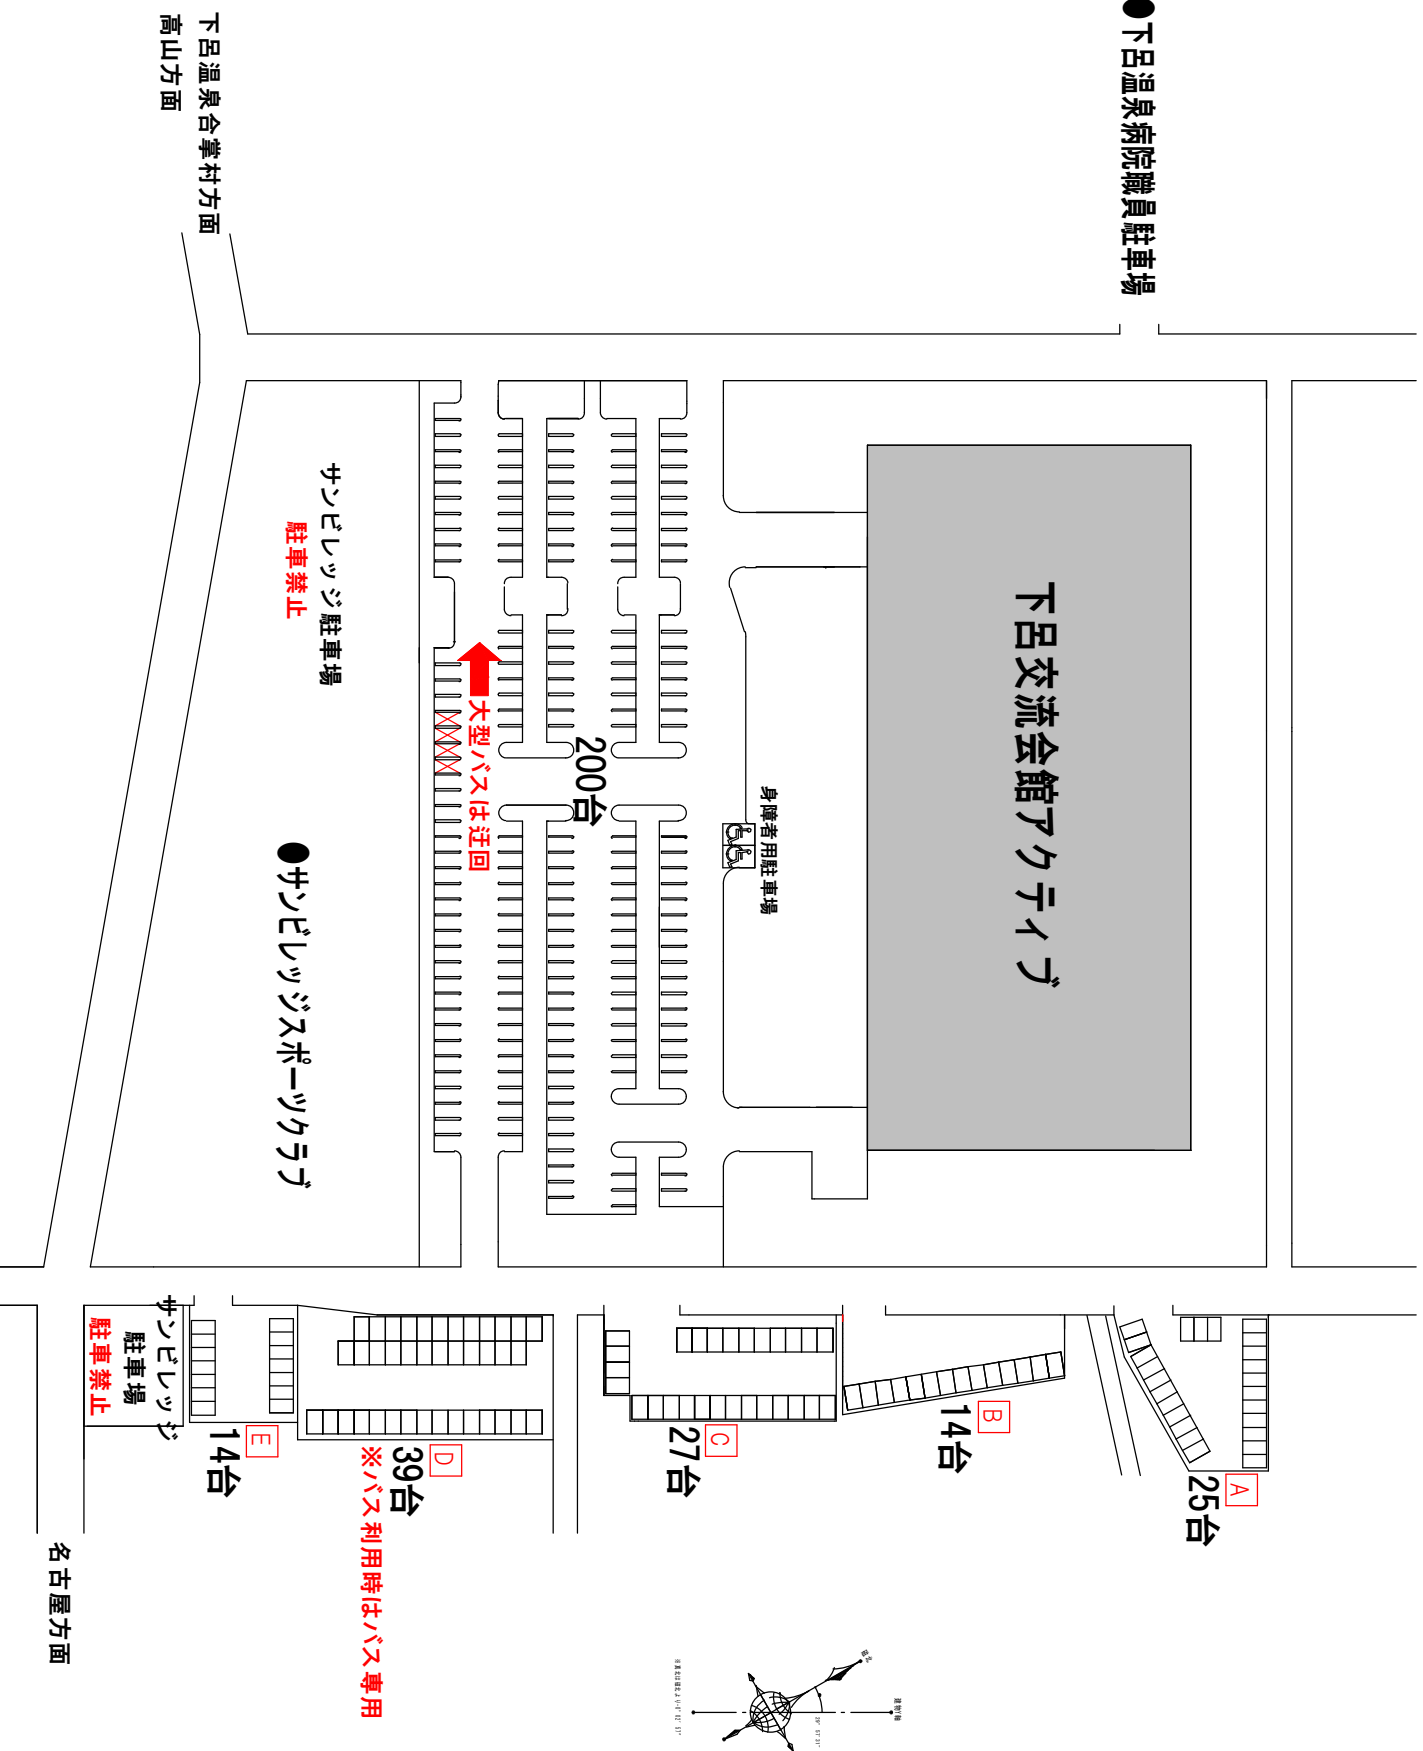 ●下呂温泉病院職員駐車場
下呂温泉合掌村方面
高山方面
下呂交流会館アクティブ
身障者用駐車場
200台
大型バスは迂回
サンビレッジ駐車場
駐車禁止
●サンビレッジスポーツクラブ
A
25台
B
14台
C
27台
D
39台
※バス利用時はバス専用
E
14台
サンビレッジ
駐車場
駐車禁止
名古屋方面
磁北
建物Y軸